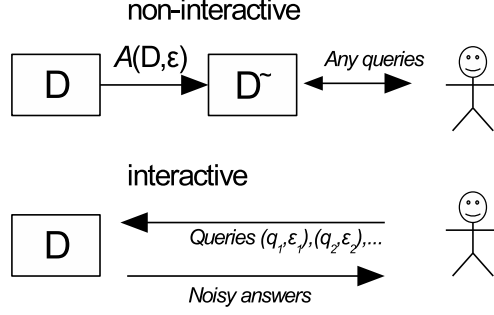 non-interactive
D
A(D,ε)
D~
Any queries
interactive
D
Queries (q1,ε1),(q2,ε2),...
Noisy answers